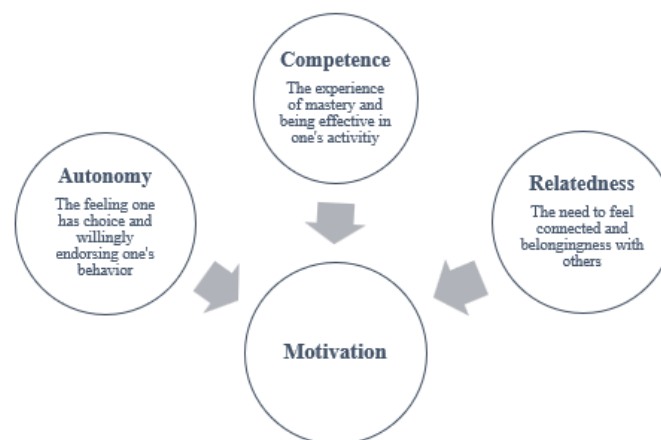 Competence
The experience
of mastery and
being effective in
one's activitiy
Autonomy
The feeling one
has choice and
willingly
endorsing one's
behavior
Relatedness
The need to feel
connected and
belongingness with
others
Motivation